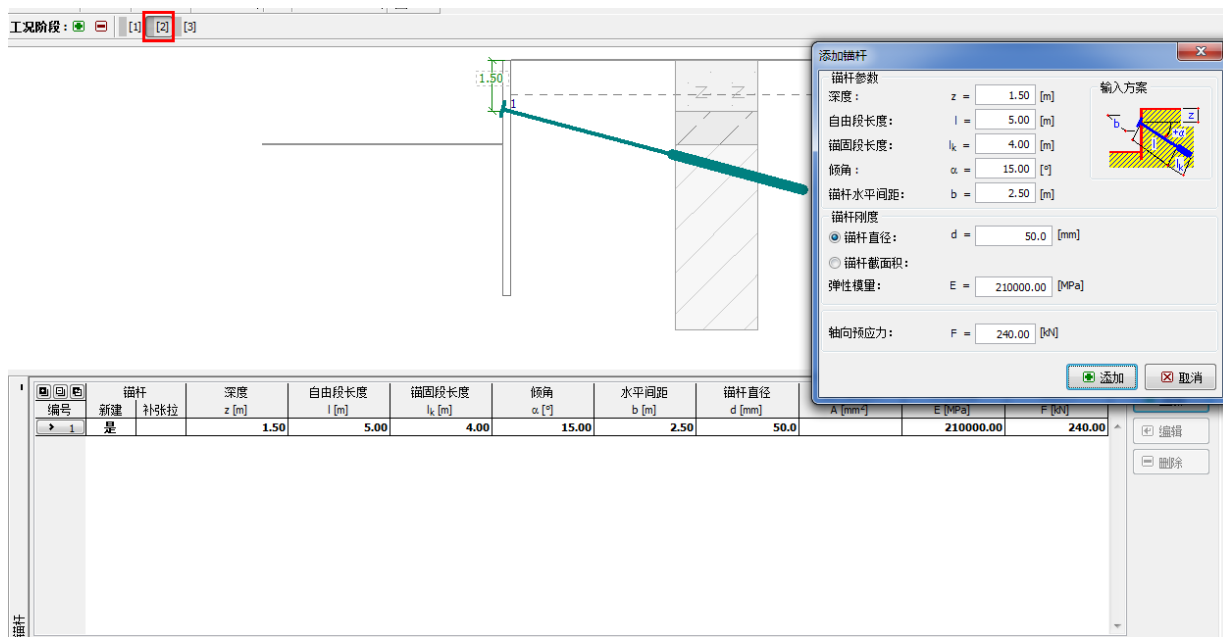 工况阶段： [1] [2] [3]
1.50
1
添加锚杆
锚杆参数
深度： z = 1.50 [m]
自由段长度： l = 5.00 [m]
锚固段长度： lk = 4.00 [m]
倾角： α = 15.00 [°]
锚杆水平间距： b = 2.50 [m]
输入方案
b z +α l lk
锚杆刚度
锚杆直径： d = 50.0 [mm]
锚杆截面积：
弹性模量： E = 210000.00 [MPa]
轴向预应力： F = 240.00 [kN]
添加 取消
锚杆 深度 自由段长度 锚固段长度 倾角 水平间距 锚杆直径
编号 新建 补张拉 z [m] l [m] lk [m] α [°] b [m] d [mm] A [mm²] E [MPa] F [kN]
1 是 1.50 5.00 4.00 15.00 2.50 50.0 210000.00 240.00
编辑
删除
锚杆